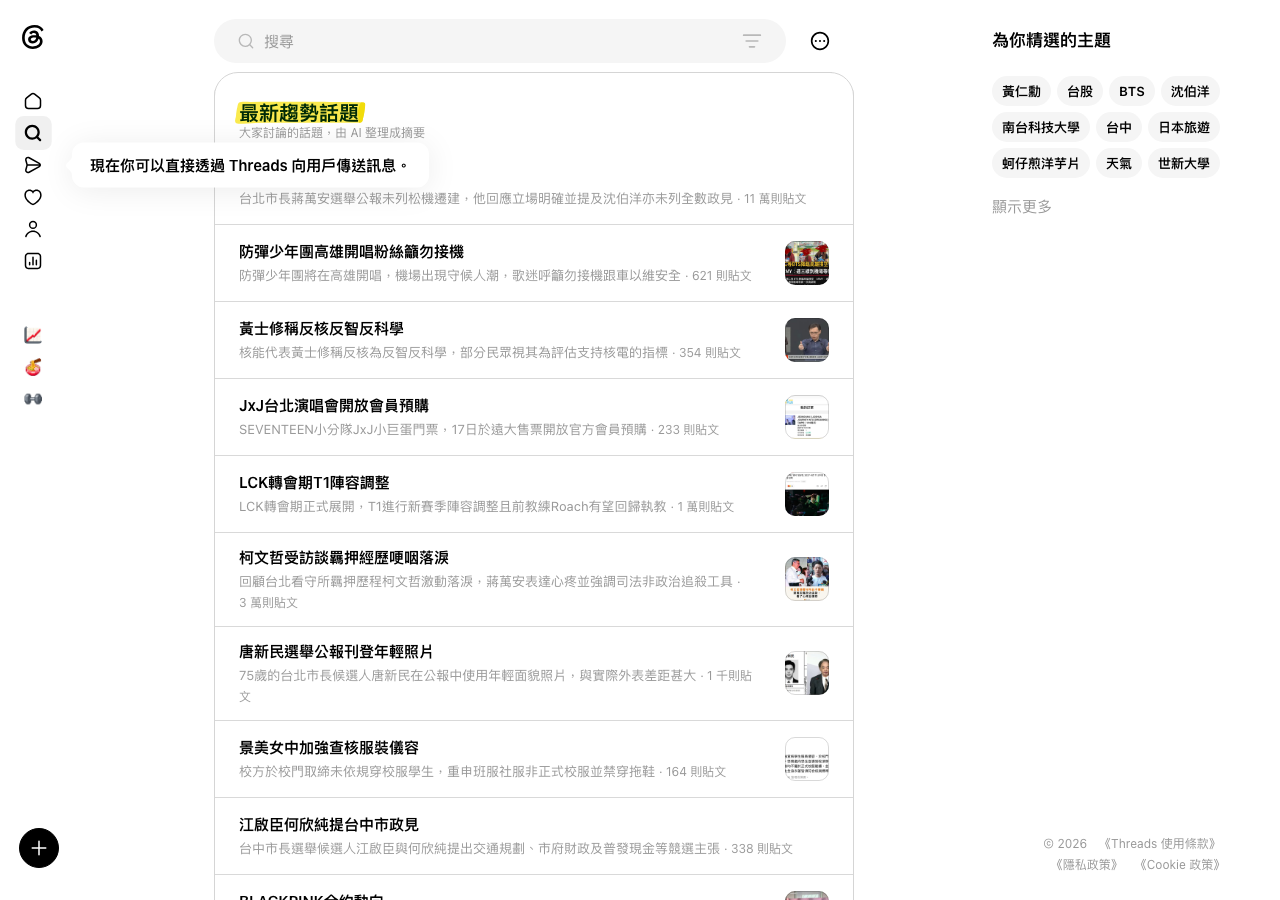 搜尋
最新趨勢話題
大家討論的話題，由 AI 整理成摘要
現在你可以直接透過 Threads 向用戶傳送訊息。
台北市長蔣萬安選舉公報未列松機遷建，他回應立場明確並提及沈伯洋亦未列全數政見 · 11 萬則貼文
防彈少年團高雄開唱粉絲籲勿接機
防彈少年團將在高雄開唱，機場出現守候人潮，歌迷呼籲勿接機跟車以維安全 · 621 則貼文
黃士修稱反核反智反科學
核能代表黃士修稱反核為反智反科學，部分民眾視其為評估支持核電的指標 · 354 則貼文
JxJ台北演唱會開放會員預購
SEVENTEEN小分隊JxJ小巨蛋門票，17日於遠大售票開放官方會員預購 · 233 則貼文
LCK轉會期T1陣容調整
LCK轉會期正式展開，T1進行新賽季陣容調整且前教練Roach有望回歸執教 · 1 萬則貼文
柯文哲受訪談羈押經歷哽咽落淚
回顧台北看守所羈押歷程柯文哲激動落淚，蔣萬安表達心疼並強調司法非政治追殺工具 ·
3 萬則貼文
唐新民選舉公報刊登年輕照片
75歲的台北市長候選人唐新民在公報中使用年輕面貌照片，與實際外表差距甚大 · 1 千則貼
文
景美女中加強查核服裝儀容
校方於校門取締未依規穿校服學生，重申班服社服非正式校服並禁穿拖鞋 · 164 則貼文
江啟臣何欣純提台中市政見
台中市長選舉候選人江啟臣與何欣純提出交通規劃、市府財政及普發現金等競選主張 · 338 則貼文
BLACKPINK合約動向
為你精選的主題
黃仁勳 台股 BTS 沈伯洋
南台科技大學 台中 日本旅遊
蚵仔煎洋芋片 天氣 世新大學
顯示更多
© 2026 《Threads 使用條款》
《隱私政策》 《Cookie 政策》